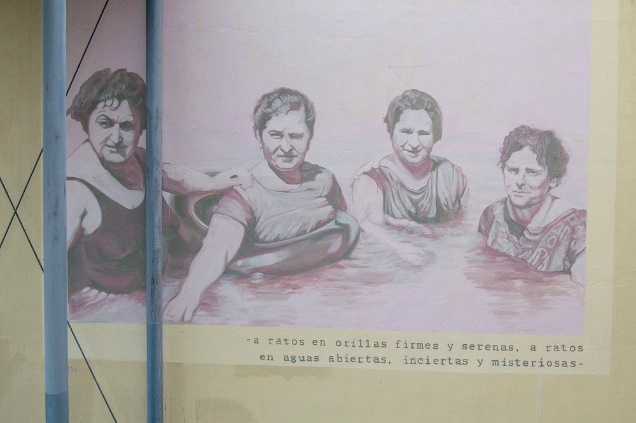 -a ratos en orillas firmes y serenas, a ratos
en aguas abiertas, inciertas y misteriosas-